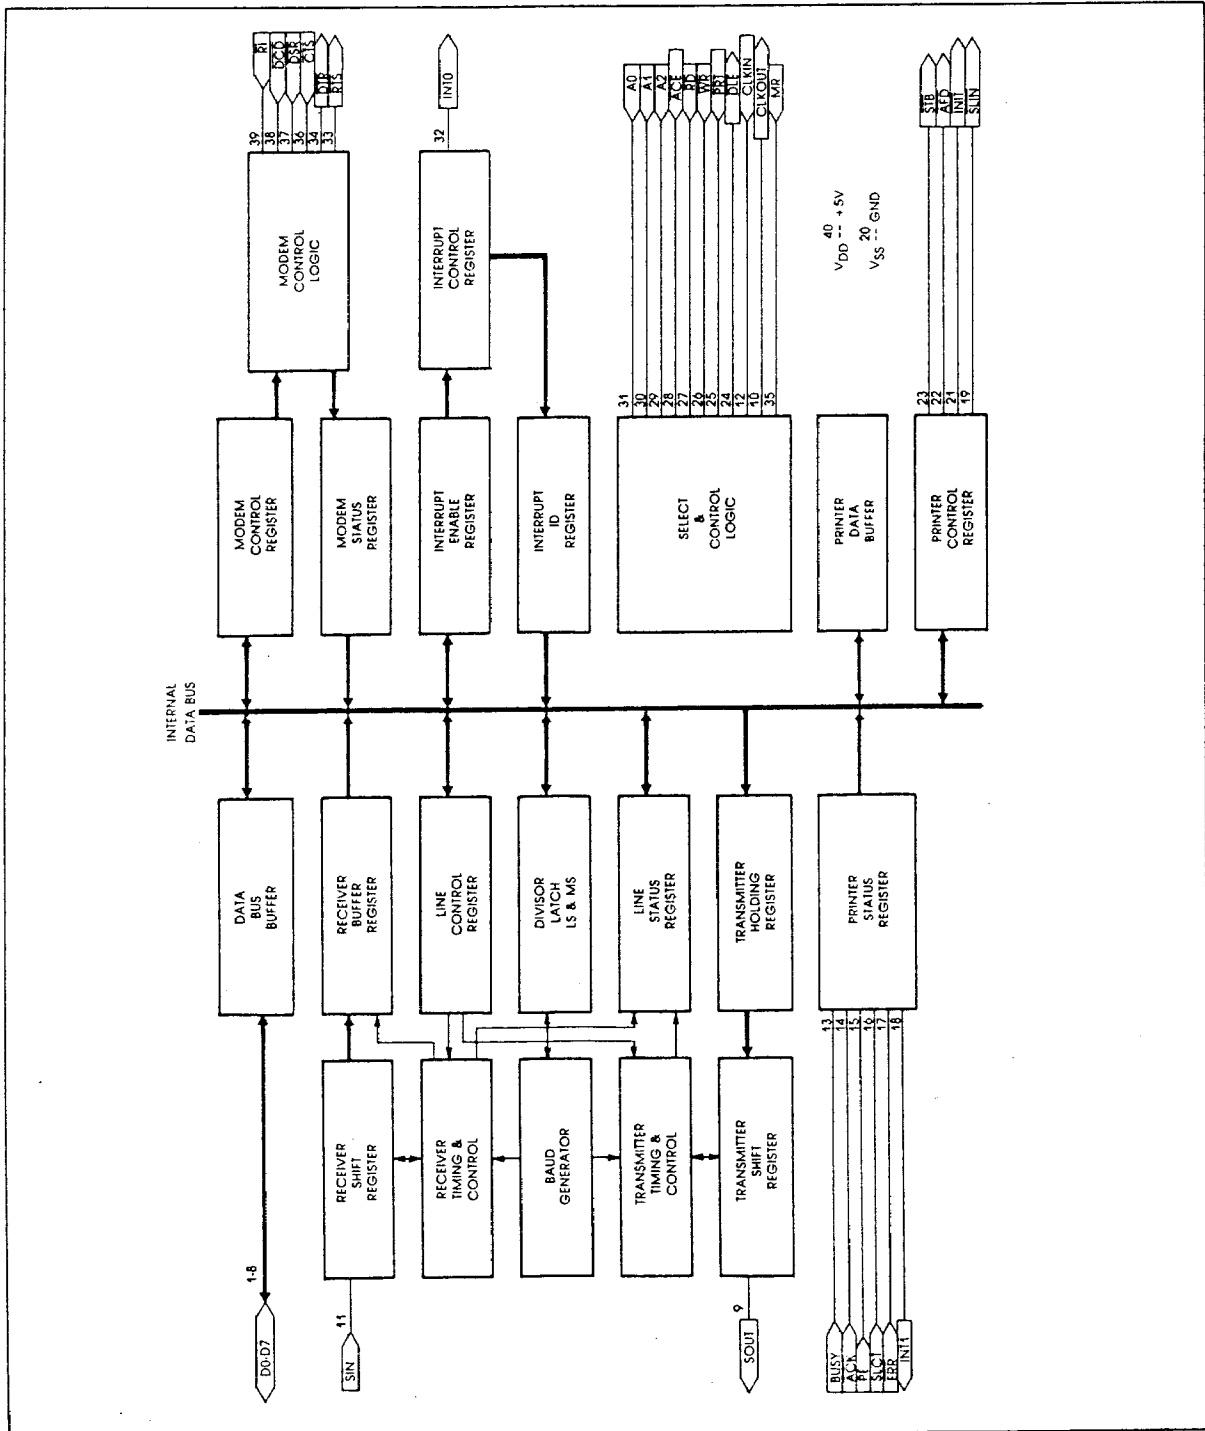 D0-D7
1-8
DATA
BUS
BUFFER
INTERNAL
DATA BUS
MODEM
CONTROL
REGISTER
MODEM
CONTROL
LOGIC
39
38
37
36
34
33
RI
DCD
DSR
CTS
DTR
RTS
SIN
11
RECEIVER
SHIFT
REGISTER
RECEIVER
BUFFER
REGISTER
MODEM
STATUS
REGISTER
RECEIVER
TIMING &
CONTROL
LINE
CONTROL
REGISTER
INTERRUPT
ENABLE
REGISTER
INTERRUPT
CONTROL
REGISTER
32
INT0
BAUD
GENERATOR
DIVISOR
LATCH
LS & MS
INTERRUPT
ID
REGISTER
TRANSMITTER
TIMING &
CONTROL
LINE
STATUS
REGISTER
SELECT
&
CONTROL
LOGIC
31
30
29
28
27
26
25
24
12
10
35
A0
A1
A2
ACE
RD
WR
PRT
DLE
CLKIN
CLKOUT
MR
SOUT
9
TRANSMITTER
SHIFT
REGISTER
TRANSMITTER
HOLDING
REGISTER
BUSY
ACK
PE
SLCT
ERR
INT1
13
14
15
16
17
18
PRINTER
STATUS
REGISTER
PRINTER
DATA
BUFFER
VDD 40 -- +5V
VSS 20 -- GND
PRINTER
CONTROL
REGISTER
23
22
21
19
STB
AFD
INIT
SLIN